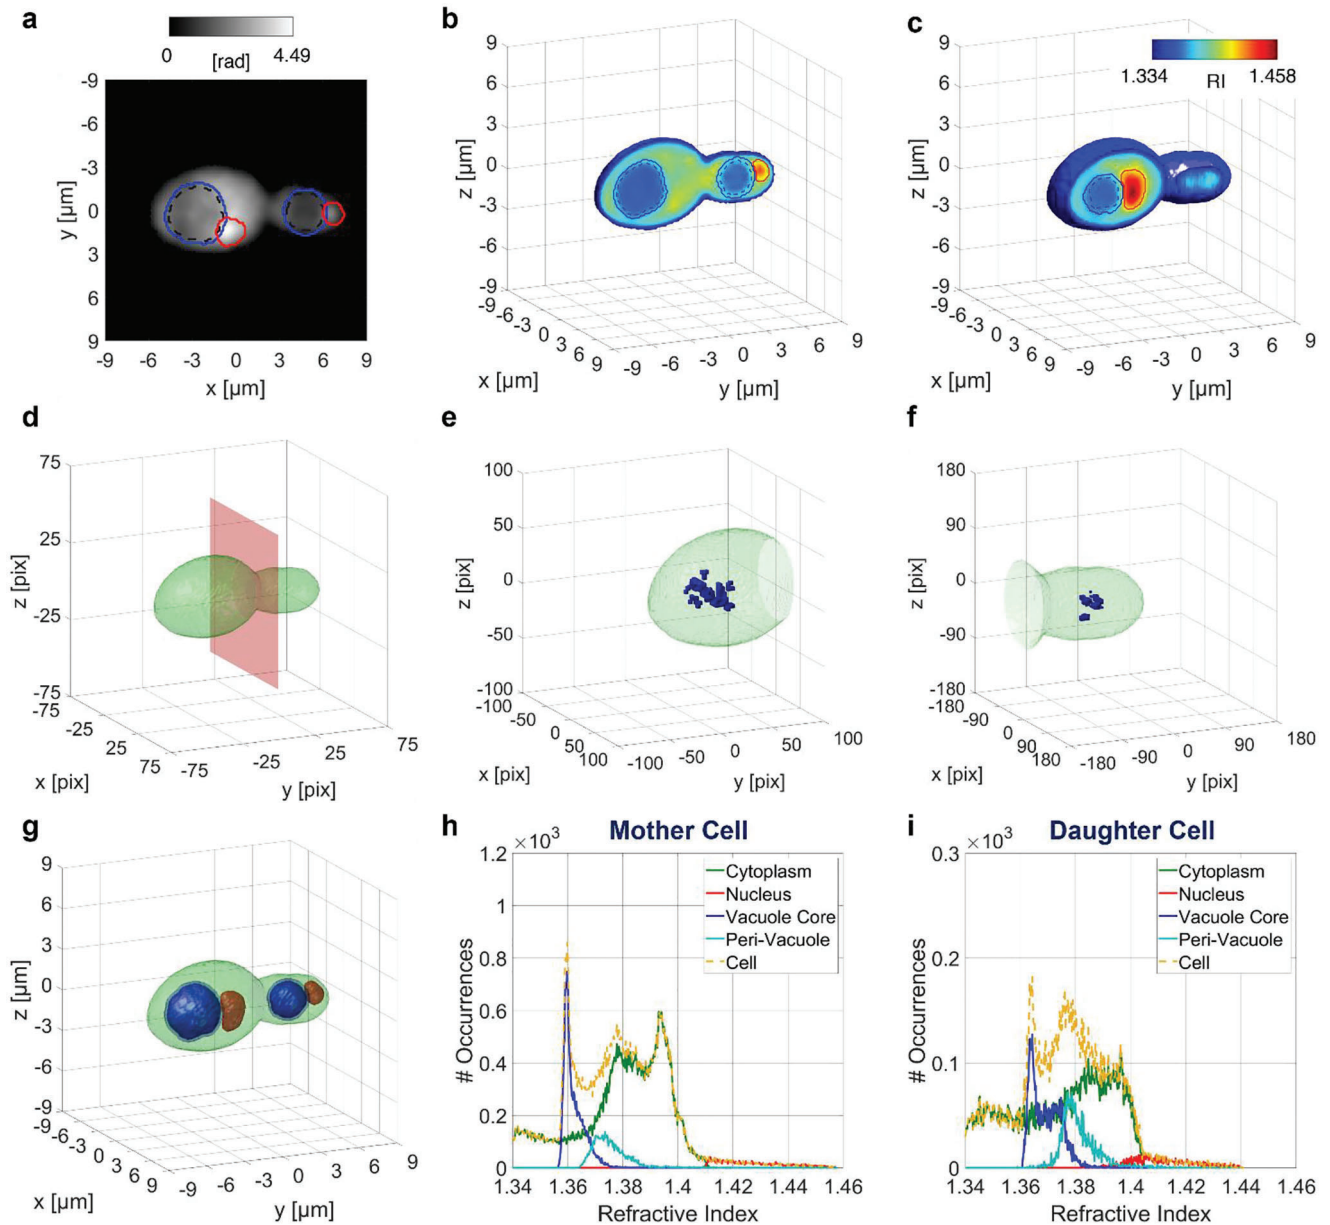 a
0
4.49
[rad]
-9
-6
-3
0
3
6
9
y [µm]
-9 -6 -3 0 3 6 9
x [µm]
b
9
6
3
0
-3
-6
-9
z [µm]
-9 -6 -3 0 3 6 9
x [µm]
-9 -6 -3 0 3 6 9
y [µm]
c
1.334
1.458
RI
9
6
3
0
-3
-6
-9
z [µm]
-9 -6 -3 0 3 6 9
x [µm]
-9 -6 -3 0 3 6 9
y [µm]
d
75
25
-25
-75
z [pix]
-75 -25 25 75
x [pix]
-75 -25 25 75
y [pix]
e
100
50
0
-50
-100
z [pix]
-100 -50 0 50 100
x [pix]
-100 -50 0 50 100
y [pix]
f
180
90
0
-90
-180
z [pix]
-180 -90 0 90 180
x [pix]
-180 -90 0 90 180
y [pix]
g
9
6
3
0
-3
-6
-9
z [µm]
-9 -6 -3 0 3 6 9
x [µm]
-9 -6 -3 0 3 6 9
y [µm]
h
Mother Cell
×10³
1.2
1
0.8
0.6
0.4
0.2
0
# Occurrences
Cytoplasm
Nucleus
Vacuole Core
Peri-Vacuole
Cell
1.34 1.36 1.38 1.4 1.42 1.44 1.46
Refractive Index
i
Daughter Cell
×10³
0.3
0.2
0.1
0
# Occurrences
Cytoplasm
Nucleus
Vacuole Core
Peri-Vacuole
Cell
1.34 1.36 1.38 1.4 1.42 1.44 1.46
Refractive Index